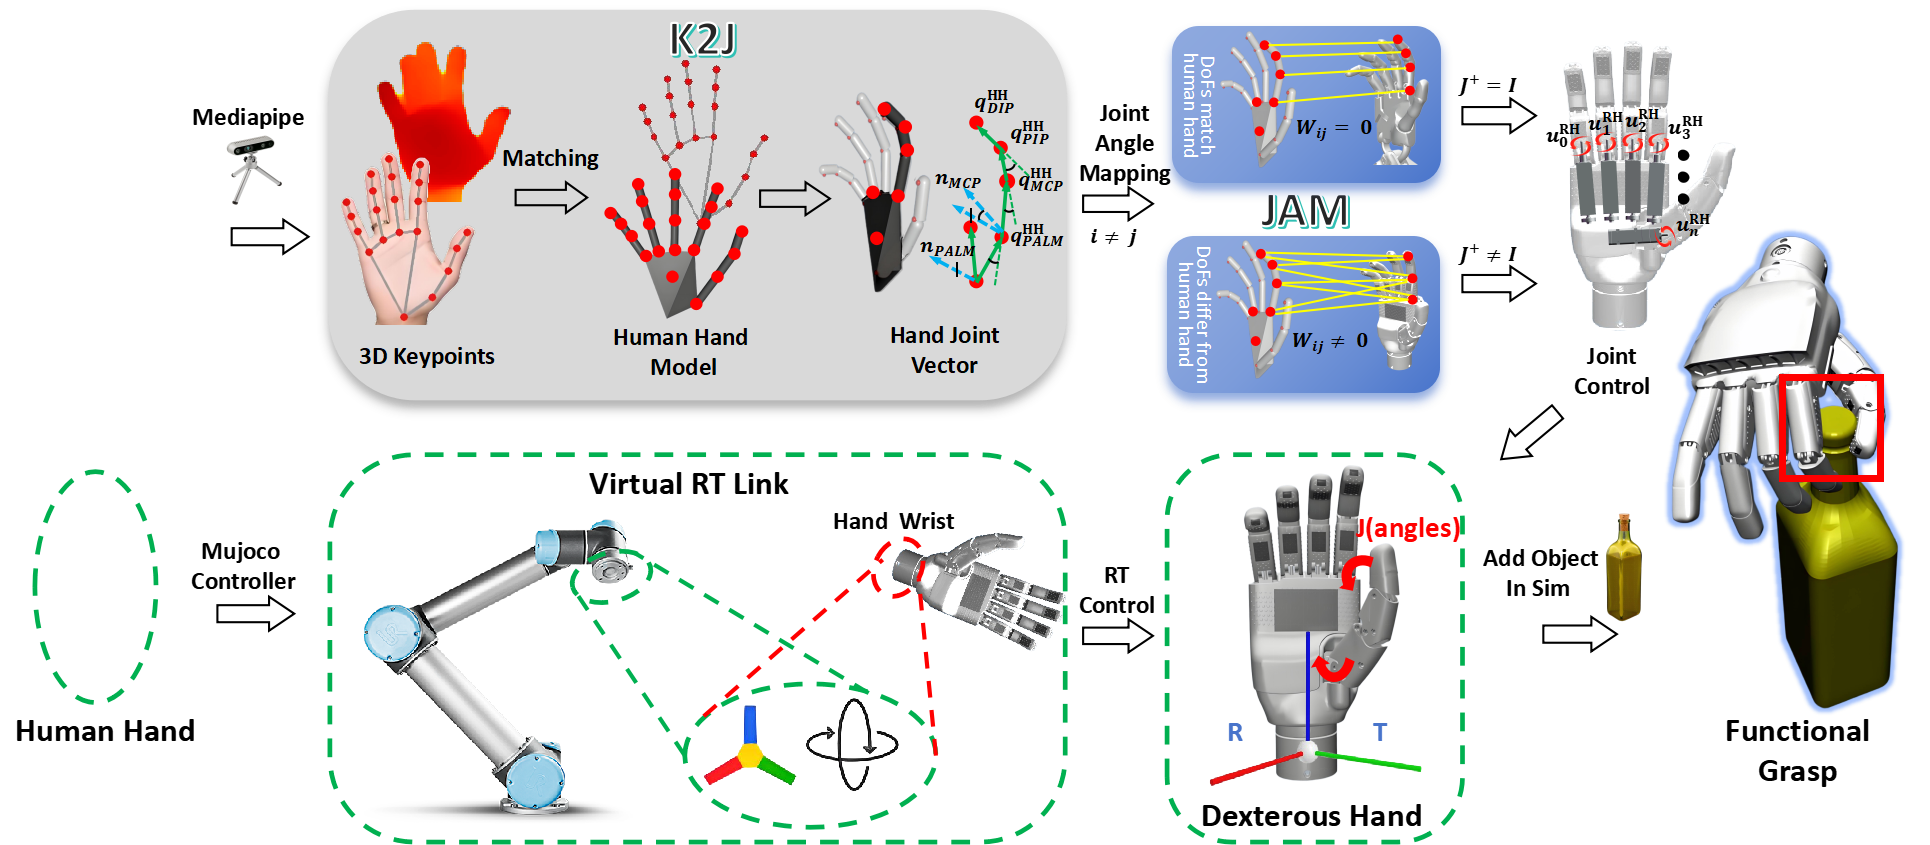 K2J
Mediapipe
Matching
3D Keypoints
Human Hand
Model
Hand Joint
Vector
q_{DIP}^{HH}
q_{PIP}^{HH}
q_{MCP}^{HH}
q_{PALM}^{HH}
n_{MCP}
n_{PALM}
Joint
Angle
Mapping
i ≠ j
DoFs match
human hand
W_{ij} = 0
JAM
DoFs differ from
human hand
W_{ij} ≠ 0
J⁺ = I
J⁺ ≠ I
u_0^{RH}
u_1^{RH}
u_2^{RH}
u_3^{RH}
u_n^{RH}
Joint
Control
Human Hand
Mujoco
Controller
Virtual RT Link
Hand Wrist
RT
Control
J(angles)
R
T
Dexterous Hand
Add Object
In Sim
Functional
Grasp